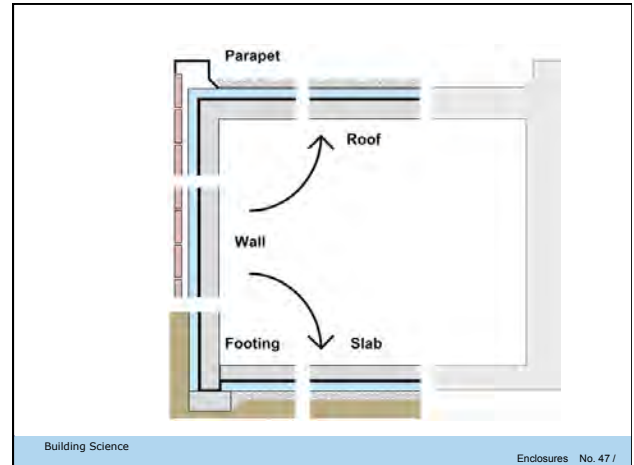 Parapet
Roof
Wall
Footing Slab
Building Science
Enclosures No. 47 /